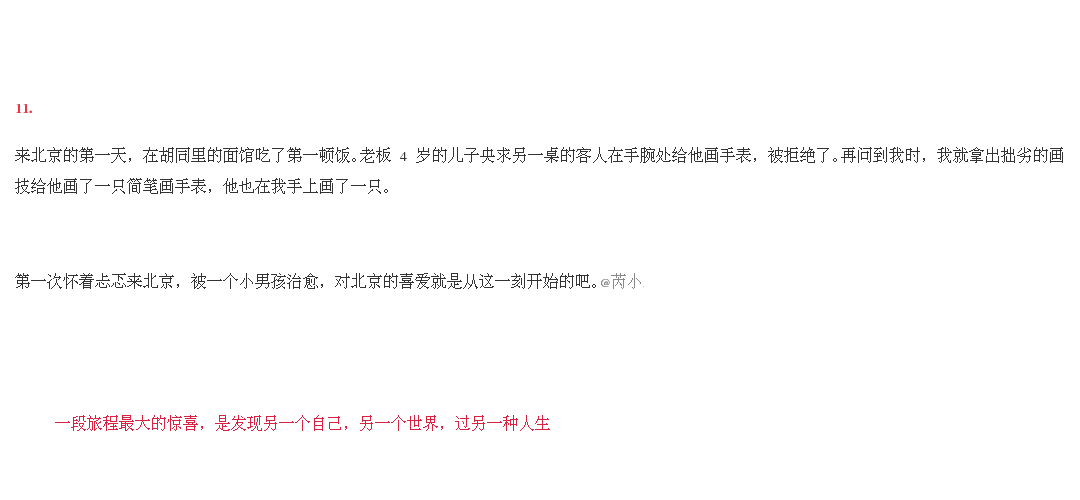 11.
来北京的第一天，在胡同里的面馆吃了第一顿饭。老板 4 岁的儿子央求另一桌的客人在手腕处给他画手表，被拒绝了。再问到我时，我就拿出拙劣的画
技给他画了一只简笔画手表，他也在我手上画了一只。
第一次怀着忐忑来北京，被一个小男孩治愈，对北京的喜爱就是从这一刻开始的吧。@芮小.
一段旅程最大的惊喜，是发现另一个自己，另一个世界，过另一种人生